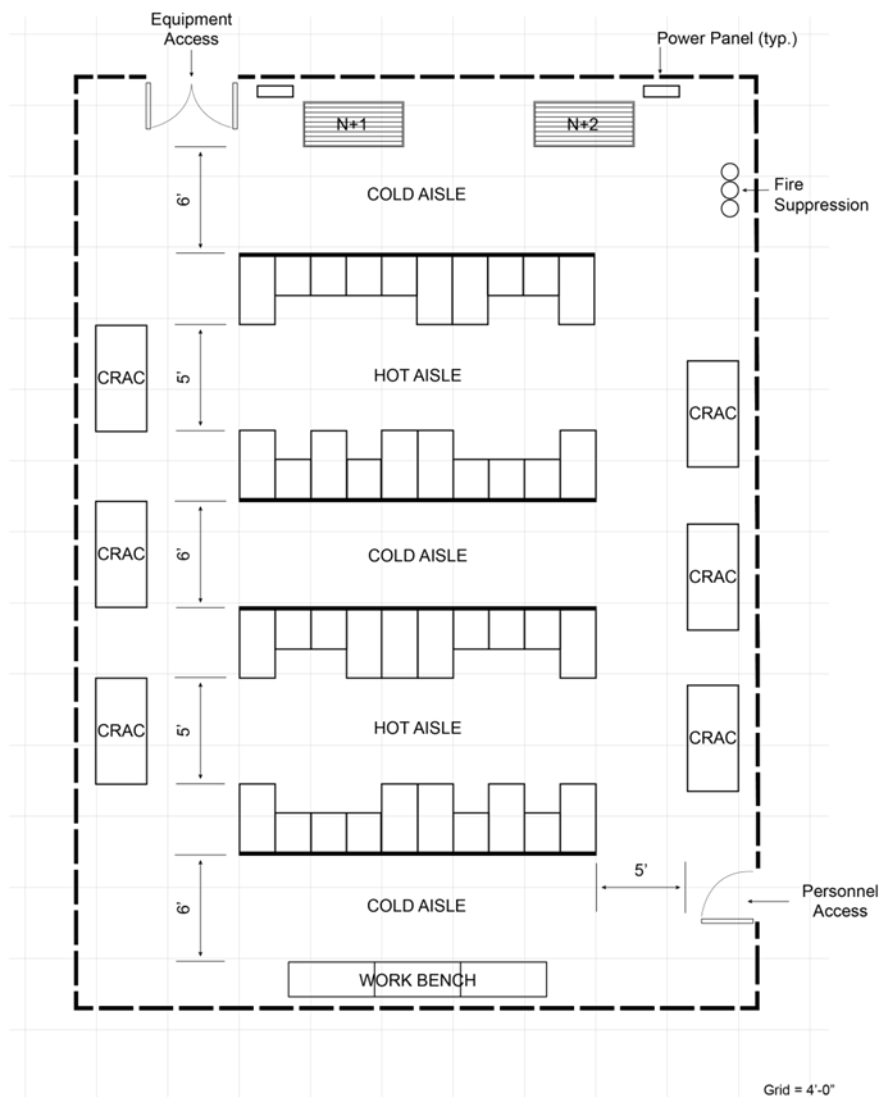 Equipment
Access
Power Panel (typ.)
N+1
N+2
6'
COLD AISLE
Fire
Suppression
CRAC
5'
HOT AISLE
CRAC
CRAC
6'
COLD AISLE
CRAC
CRAC
5'
HOT AISLE
CRAC
5'
Personnel
Access
6'
COLD AISLE
WORK BENCH
Grid = 4'-0"